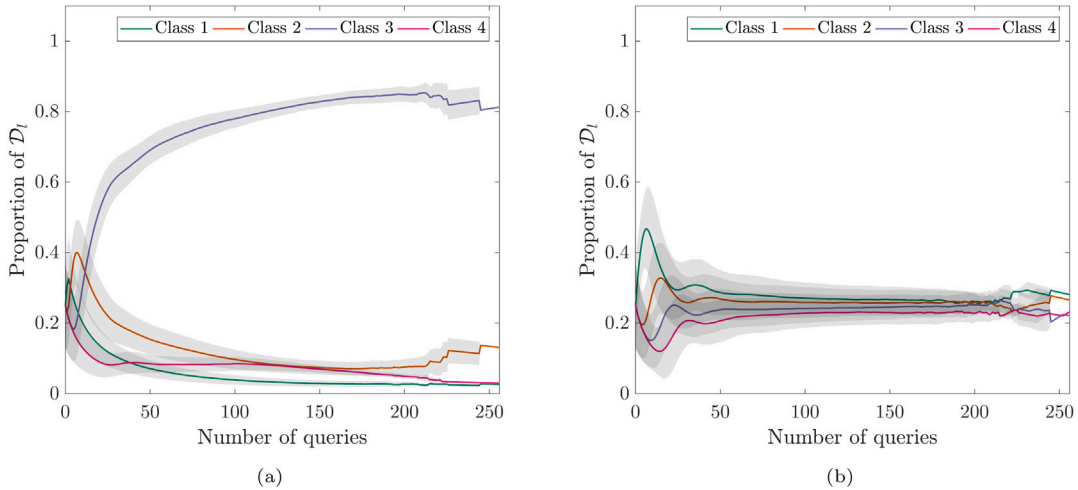 Class 1 Class 2 Class 3 Class 4
1
0.8
0.6
0.4
0.2
0
0 50 100 150 200 250
Proportion of 𝒟l
Number of queries
(a)
Class 1 Class 2 Class 3 Class 4
1
0.8
0.6
0.4
0.2
0
0 50 100 150 200 250
Proportion of 𝒟l
Number of queries
(b)